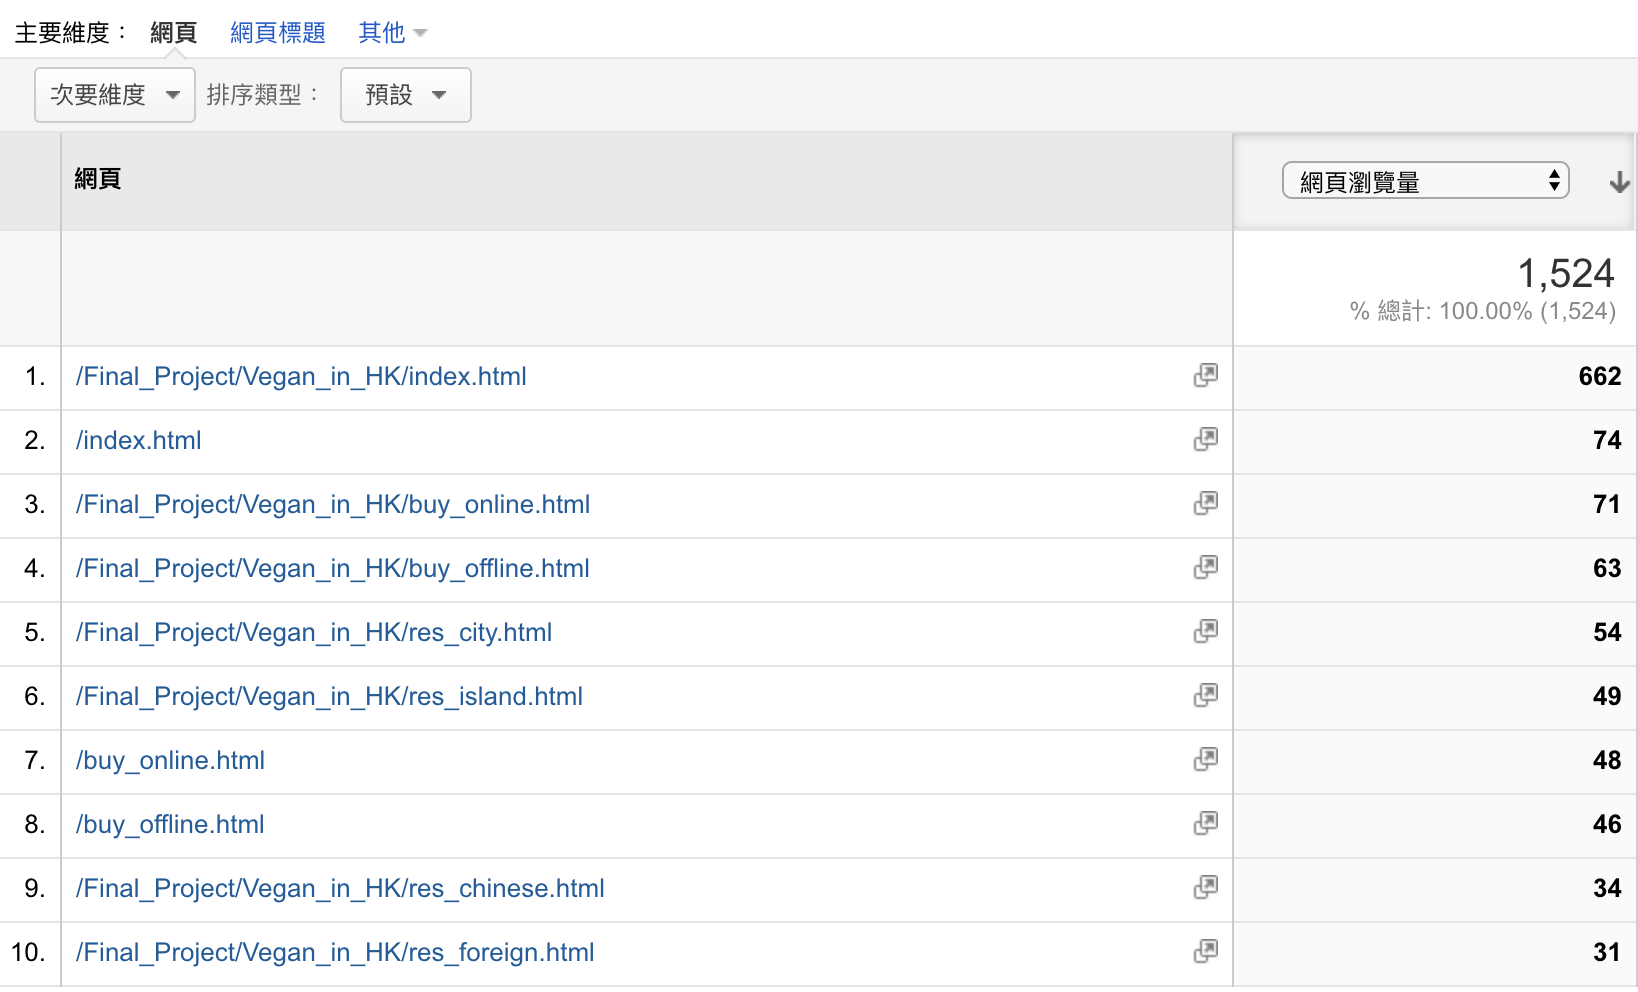 主要維度： 網頁 網頁標題 其他
次要維度 排序類型： 預設
網頁 網頁瀏覽量
1,524
% 總計: 100.00% (1,524)
1. /Final_Project/Vegan_in_HK/index.html 662
2. /index.html 74
3. /Final_Project/Vegan_in_HK/buy_online.html 71
4. /Final_Project/Vegan_in_HK/buy_offline.html 63
5. /Final_Project/Vegan_in_HK/res_city.html 54
6. /Final_Project/Vegan_in_HK/res_island.html 49
7. /buy_online.html 48
8. /buy_offline.html 46
9. /Final_Project/Vegan_in_HK/res_chinese.html 34
10. /Final_Project/Vegan_in_HK/res_foreign.html 31